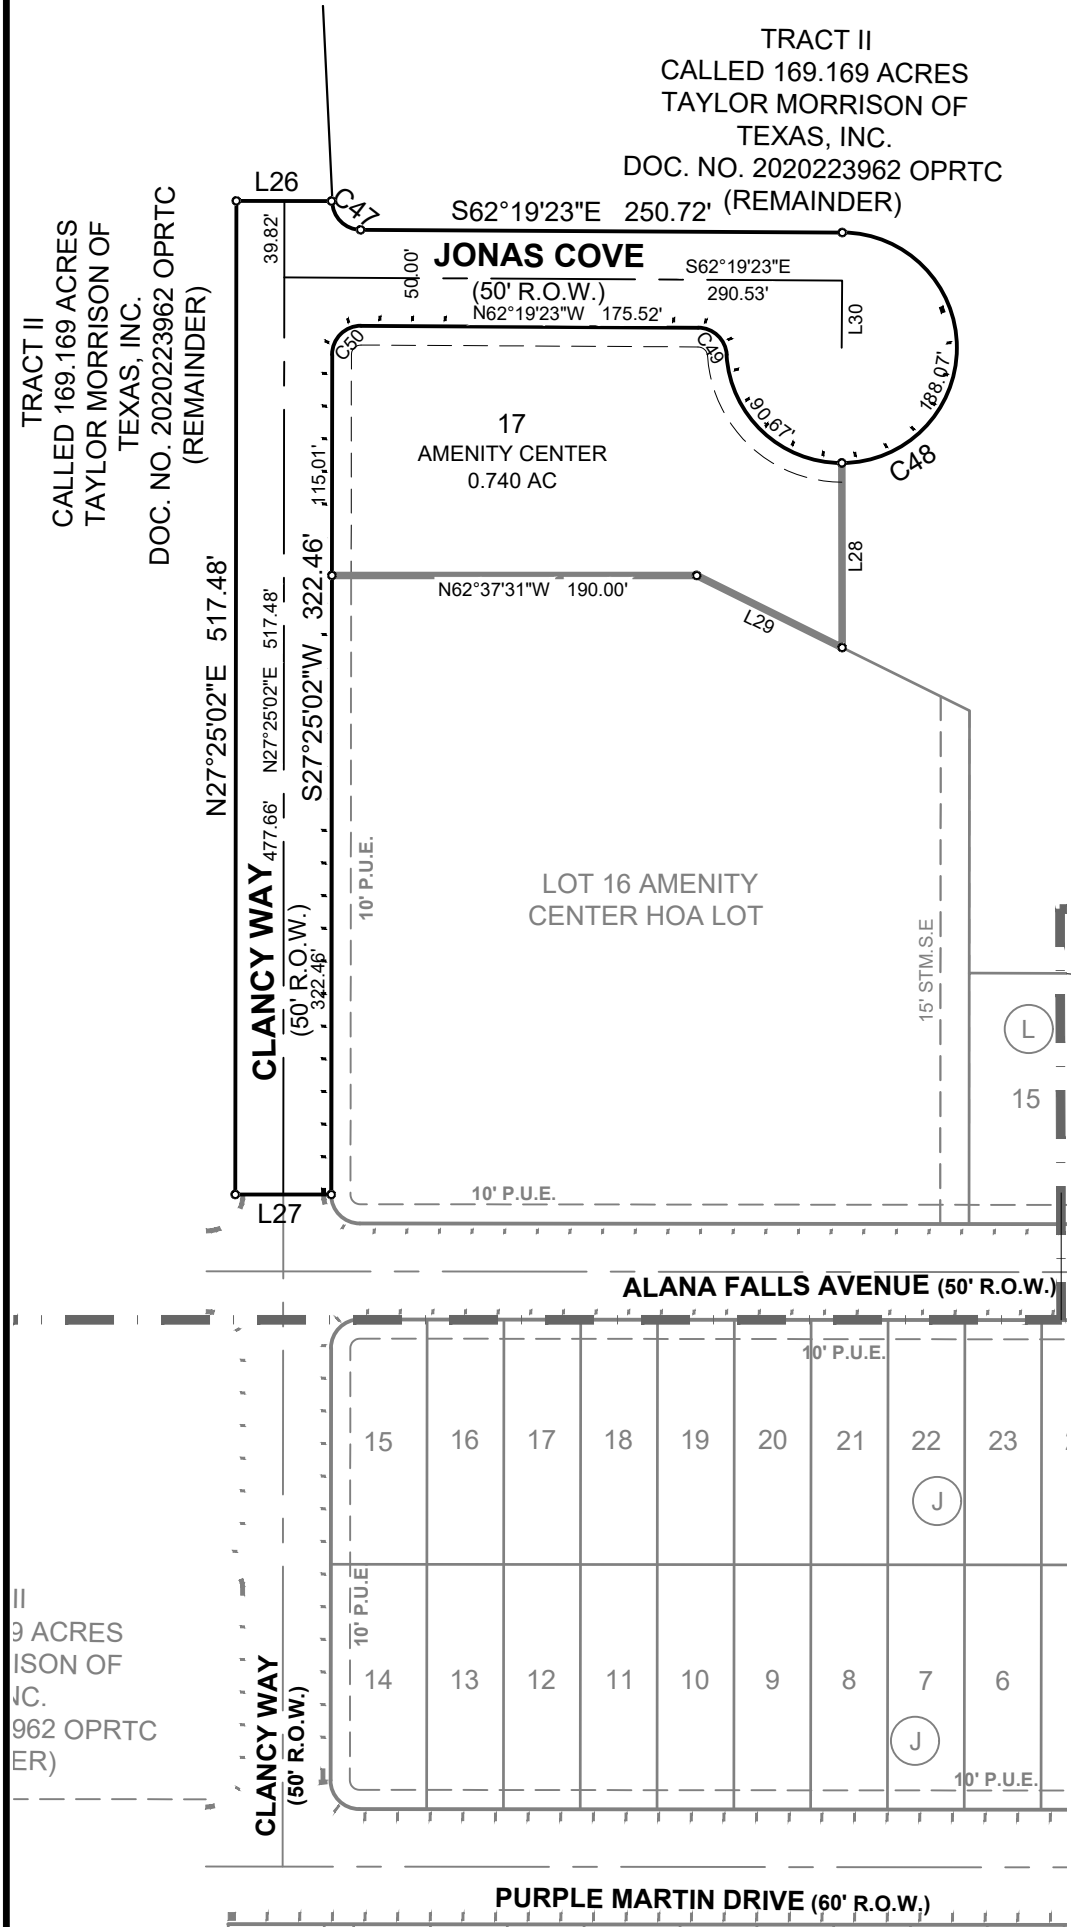 TRACT II
CALLED 169.169 ACRES
TAYLOR MORRISON OF
TEXAS, INC.
DOC. NO. 2020223962 OPRTC
(REMAINDER)
TRACT II
CALLED 169.169 ACRES
TAYLOR MORRISON OF
TEXAS, INC.
DOC. NO. 2020223962 OPRTC
(REMAINDER)
L26
C47
39.82'
S62°19'23"E 250.72'
JONAS COVE
(50' R.O.W.)
50.00'
S62°19'23"E
290.53'
N62°19'23"W 175.52'
L30
C50
C49
188.07'
90.67'
C48
17
AMENITY CENTER
0.740 AC
115.01'
N27°25'02"E 517.48'
N27°25'02"E 517.48'
S27°25'02"W 322.46'
N62°37'31"W 190.00'
L28
L29
477.66'
CLANCY WAY
(50' R.O.W.)
322.46'
10' P.U.E.
LOT 16 AMENITY
CENTER HOA LOT
15' STM.S.E
L
15
10' P.U.E.
L27
ALANA FALLS AVENUE (50' R.O.W.)
10' P.U.E.
15
16
17
18
19
20
21
22
23
J
10' P.U.E
14
13
12
11
10
9
8
7
6
J
10' P.U.E.
II
9 ACRES
ISON OF
NC.
962 OPRTC
ER)
CLANCY WAY
(50' R.O.W.)
PURPLE MARTIN DRIVE (60' R.O.W.)